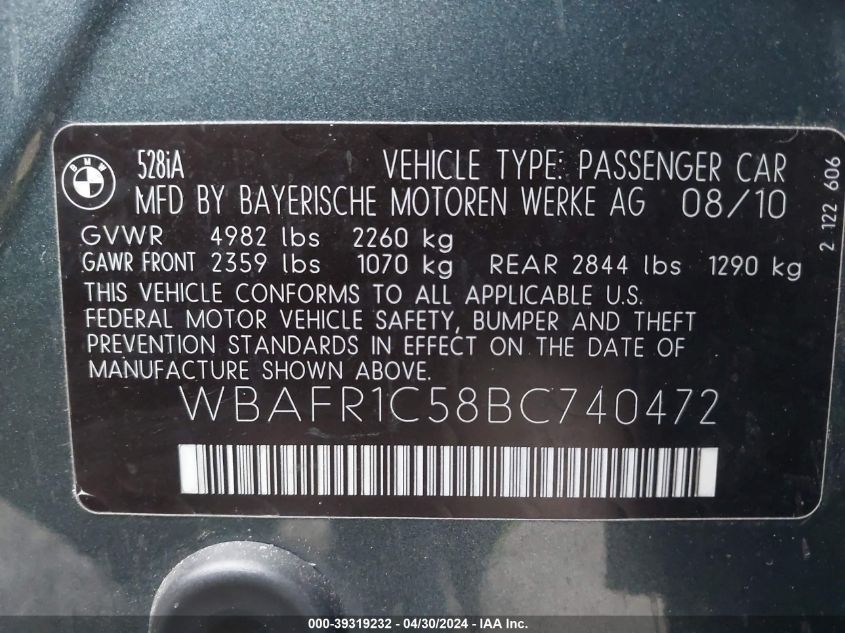 BMW
528iA VEHICLE TYPE: PASSENGER CAR
MFD BY BAYERISCHE MOTOREN WERKE AG 08/10
GVWR 4982 lbs 2260 kg
GAWR FRONT 2359 lbs 1070 kg REAR 2844 lbs 1290 kg
THIS VEHICLE CONFORMS TO ALL APPLICABLE U.S.
FEDERAL MOTOR VEHICLE SAFETY, BUMPER AND THEFT
PREVENTION STANDARDS IN EFFECT ON THE DATE OF
MANUFACTURE SHOWN ABOVE.
WBAFR1C58BC740472
2 122 606
000-39319232 - 04/30/2024 - IAA Inc.